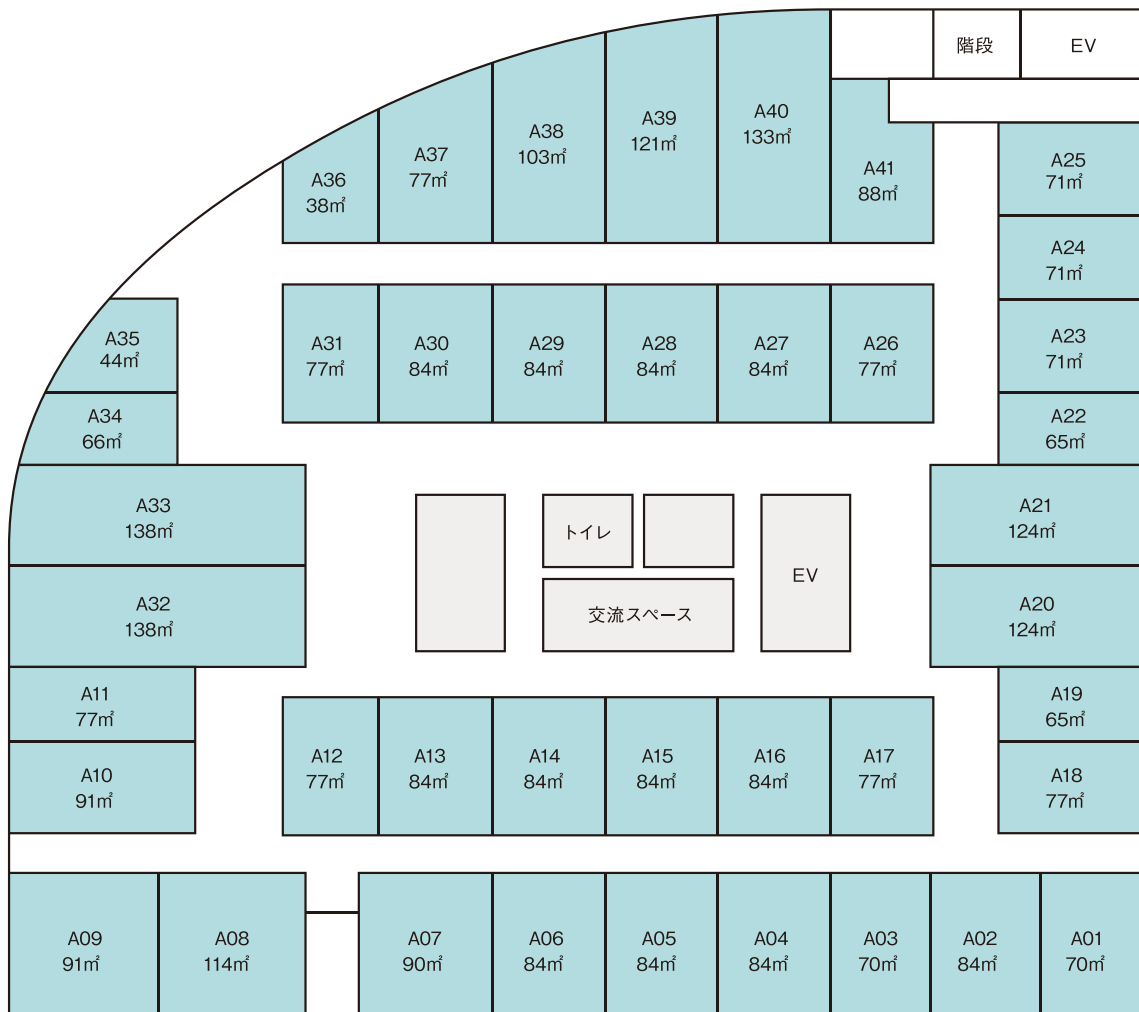 階段
EV
A36
38㎡
A37
77㎡
A38
103㎡
A39
121㎡
A40
133㎡
A41
88㎡
A25
71㎡
A24
71㎡
A23
71㎡
A22
65㎡
A35
44㎡
A34
66㎡
A31
77㎡
A30
84㎡
A29
84㎡
A28
84㎡
A27
84㎡
A26
77㎡
A33
138㎡
A32
138㎡
トイレ
交流スペース
EV
A21
124㎡
A20
124㎡
A11
77㎡
A10
91㎡
A12
77㎡
A13
84㎡
A14
84㎡
A15
84㎡
A16
84㎡
A17
77㎡
A19
65㎡
A18
77㎡
A09
91㎡
A08
114㎡
A07
90㎡
A06
84㎡
A05
84㎡
A04
84㎡
A03
70㎡
A02
84㎡
A01
70㎡